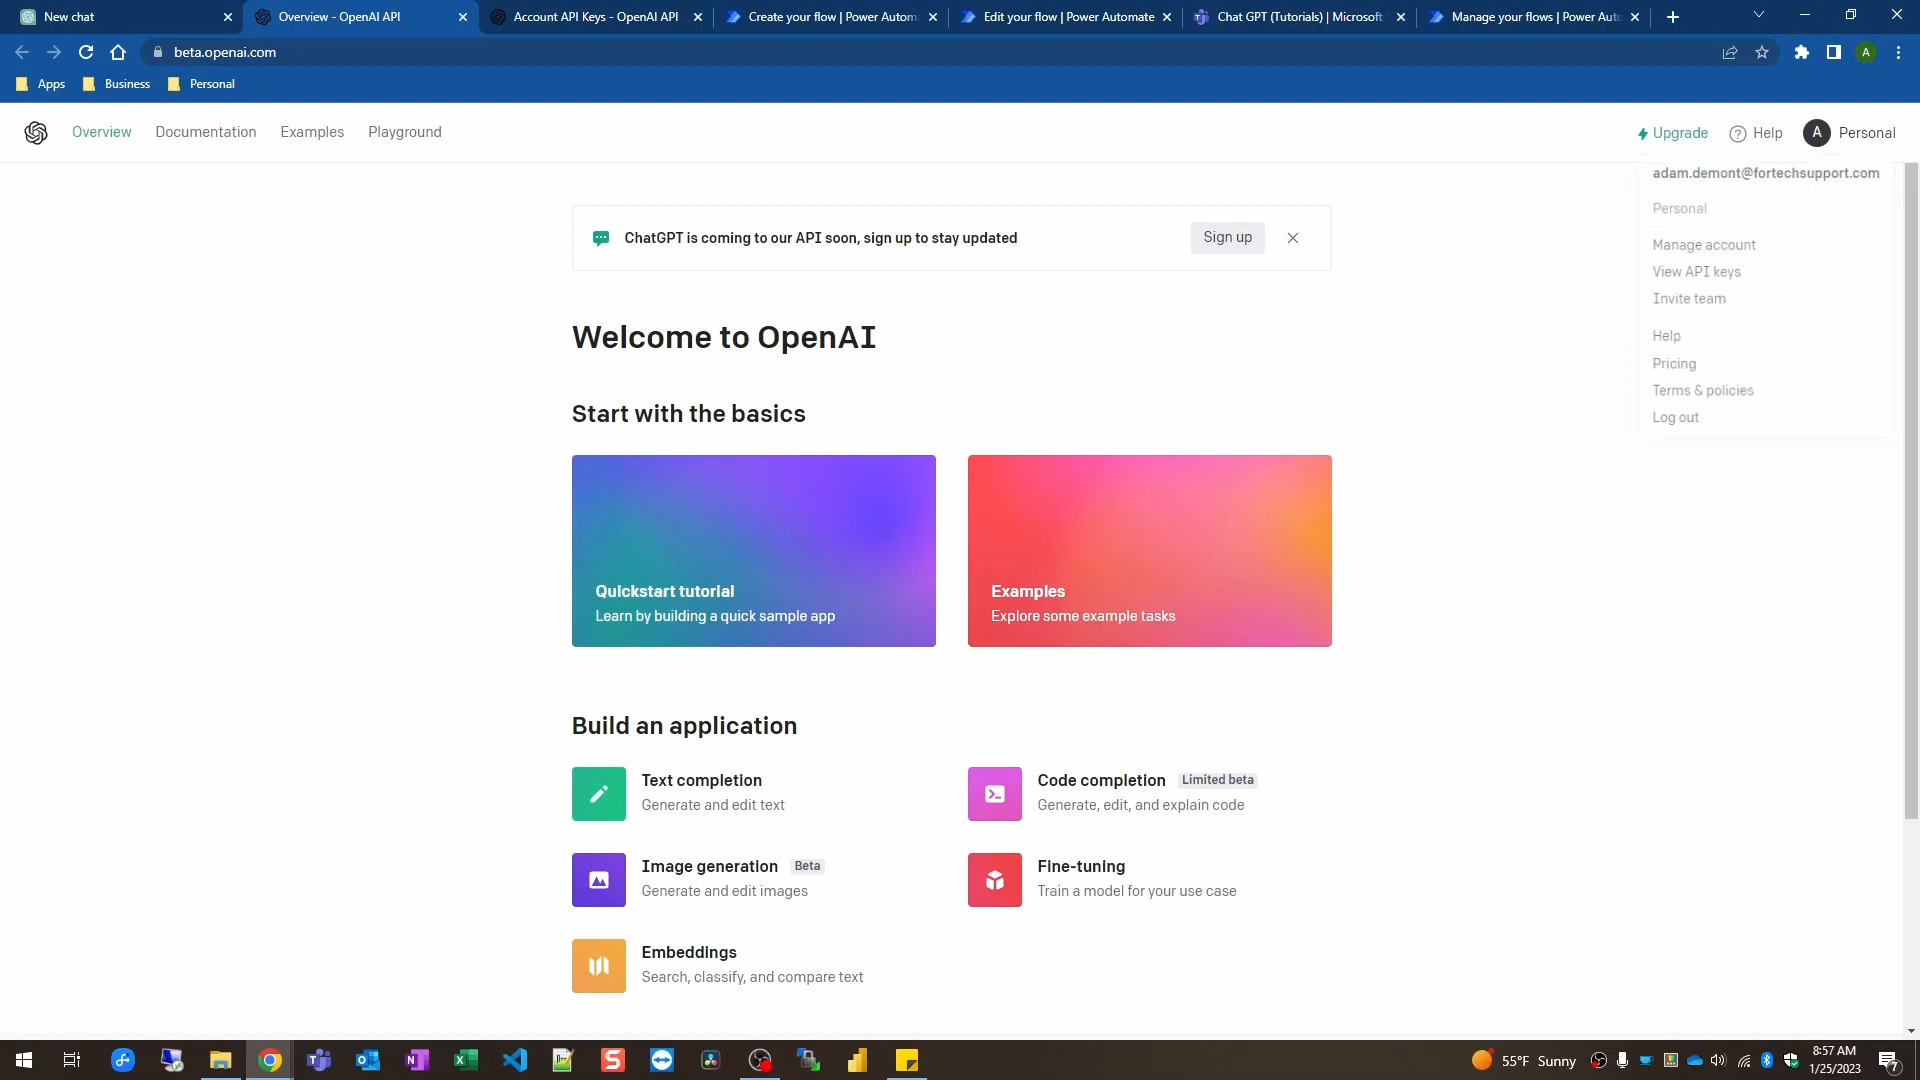 New chat
Overview - OpenAI API
Account API Keys - OpenAI API
Create your flow | Power Autom
Edit your flow | Power Automate
Chat GPT (Tutorials) | Microsoft
Manage your flows | Power Aut
beta.openai.com
A
Apps
Business
Personal
Overview
Documentation
Examples
Playground
Upgrade
Help
A
Personal
adam.demont@fortechsupport.com
Personal
Manage account
View API keys
Invite team
Help
Pricing
Terms & policies
Log out
ChatGPT is coming to our API soon, sign up to stay updated
Sign up
Welcome to OpenAI
Start with the basics
Quickstart tutorial
Learn by building a quick sample app
Examples
Explore some example tasks
Build an application
Text completion
Generate and edit text
Code completion
Limited beta
Generate, edit, and explain code
Image generation
Beta
Generate and edit images
Fine-tuning
Train a model for your use case
Embeddings
Search, classify, and compare text
55°F Sunny
8:57 AM
1/25/2023
7